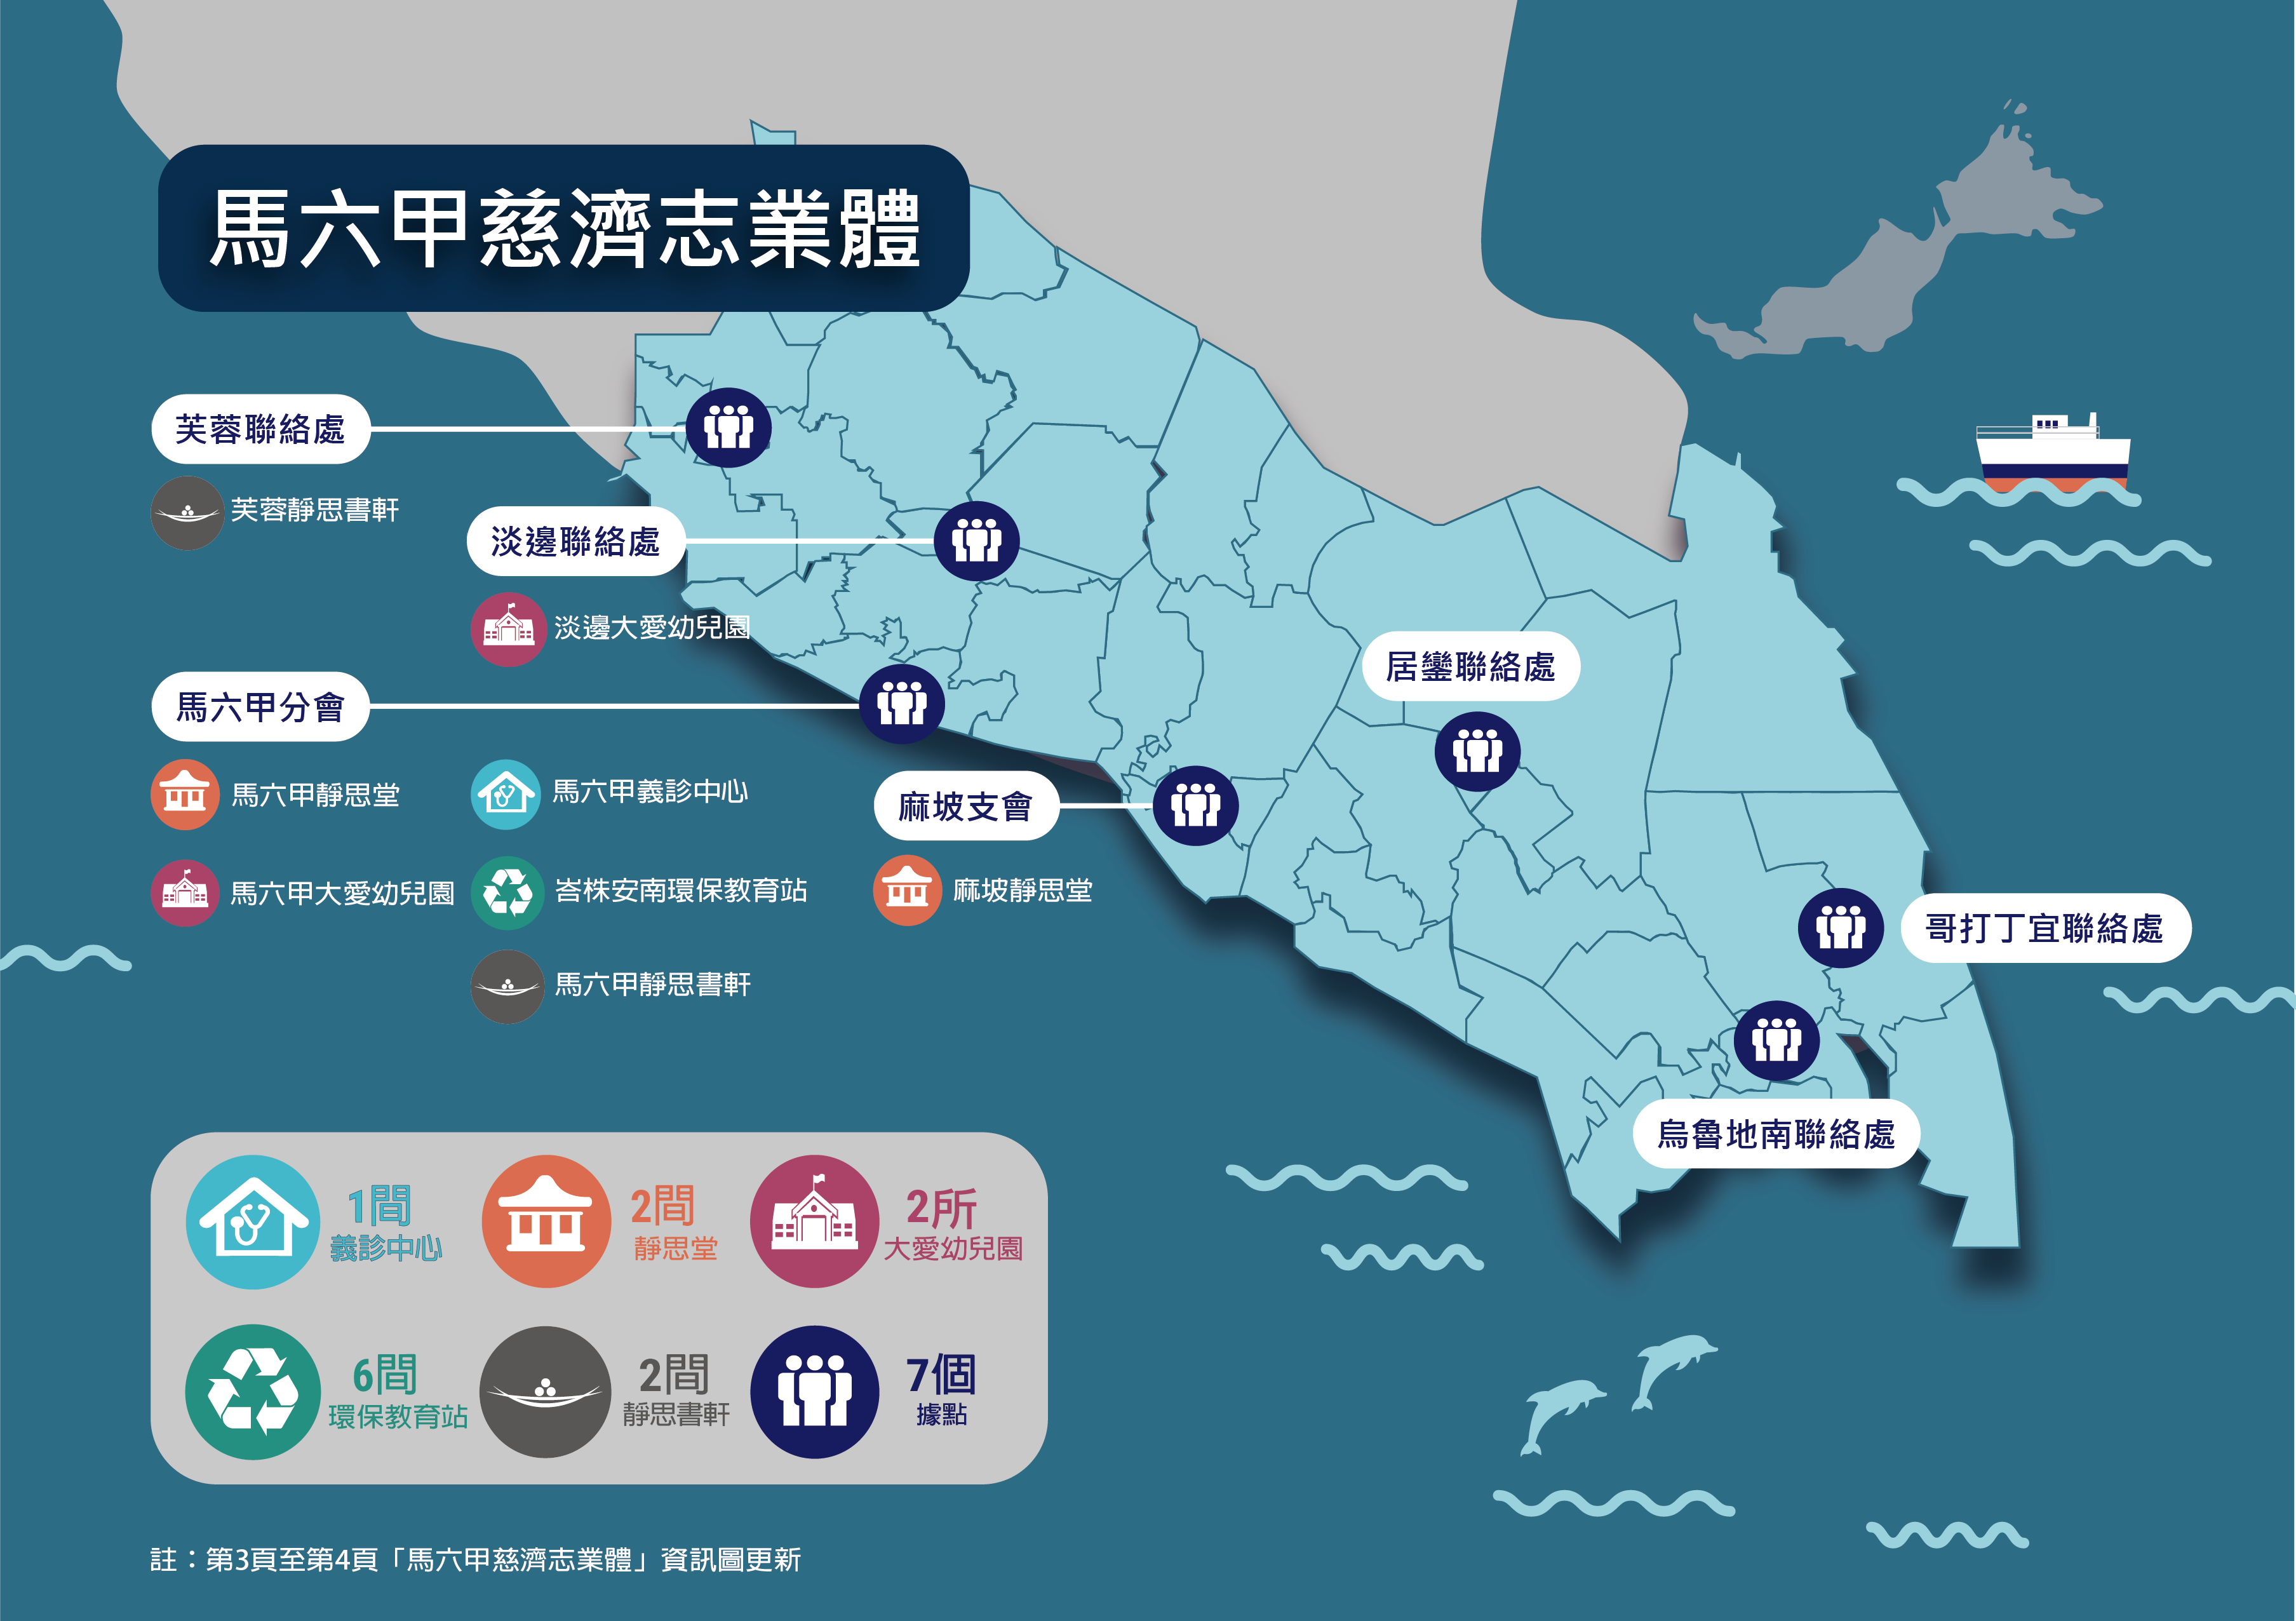 馬六甲慈濟志業體
芙蓉聯絡處
芙蓉靜思書軒
淡邊聯絡處
淡邊大愛幼兒園
馬六甲分會
馬六甲靜思堂
馬六甲義診中心
馬六甲大愛幼兒園
峇株安南環保教育站
馬六甲靜思書軒
麻坡支會
麻坡靜思堂
居鑾聯絡處
哥打丁宜聯絡處
烏魯地南聯絡處
1間
義診中心
2間
靜思堂
2所
大愛幼兒園
6間
環保教育站
2間
靜思書軒
7個
據點
註：第3頁至第4頁「馬六甲慈濟志業體」資訊圖更新